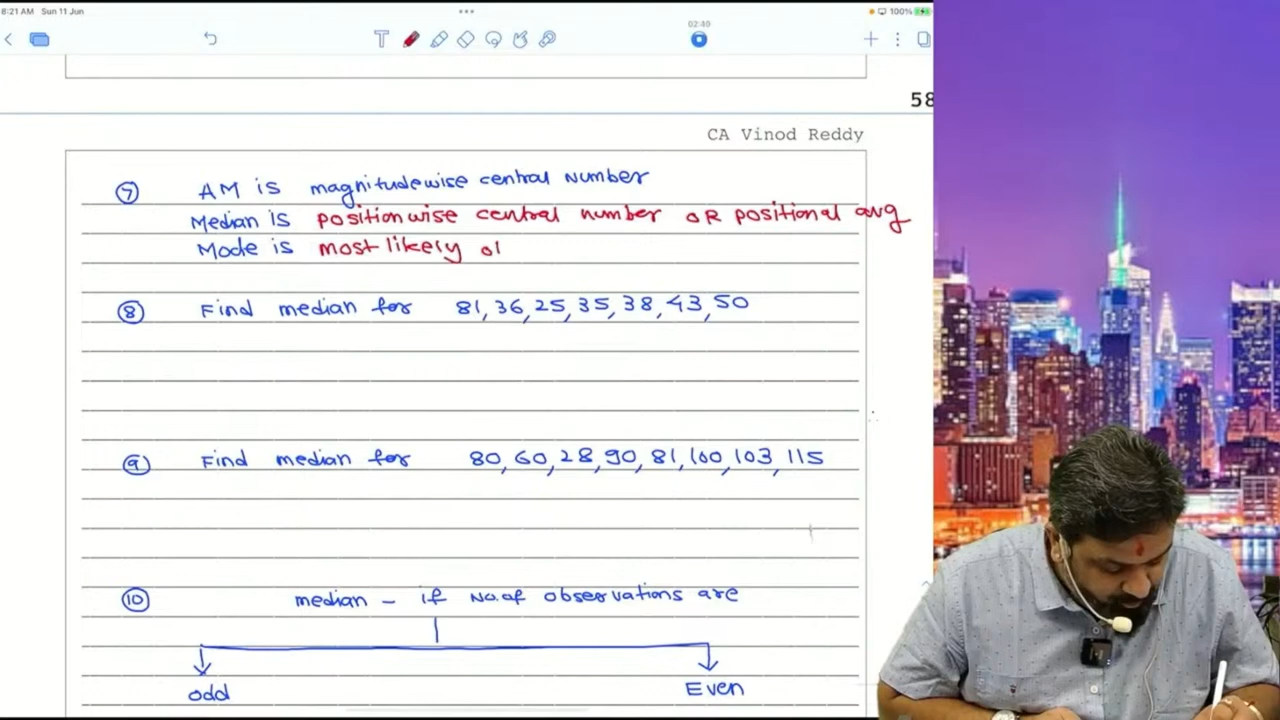 8:21 AM Sun 11 Jun
100%
02:40
T
58
CA Vinod Reddy
7 AM is magnitudewise central number
Median is positionwise central number OR positional avg
Mode is most likely
8 Find median for 81, 36, 25, 35, 38, 43, 50
9 Find median for 80, 60, 28, 90, 81, 100, 103, 115
10 median - if No. of observations are
odd Even